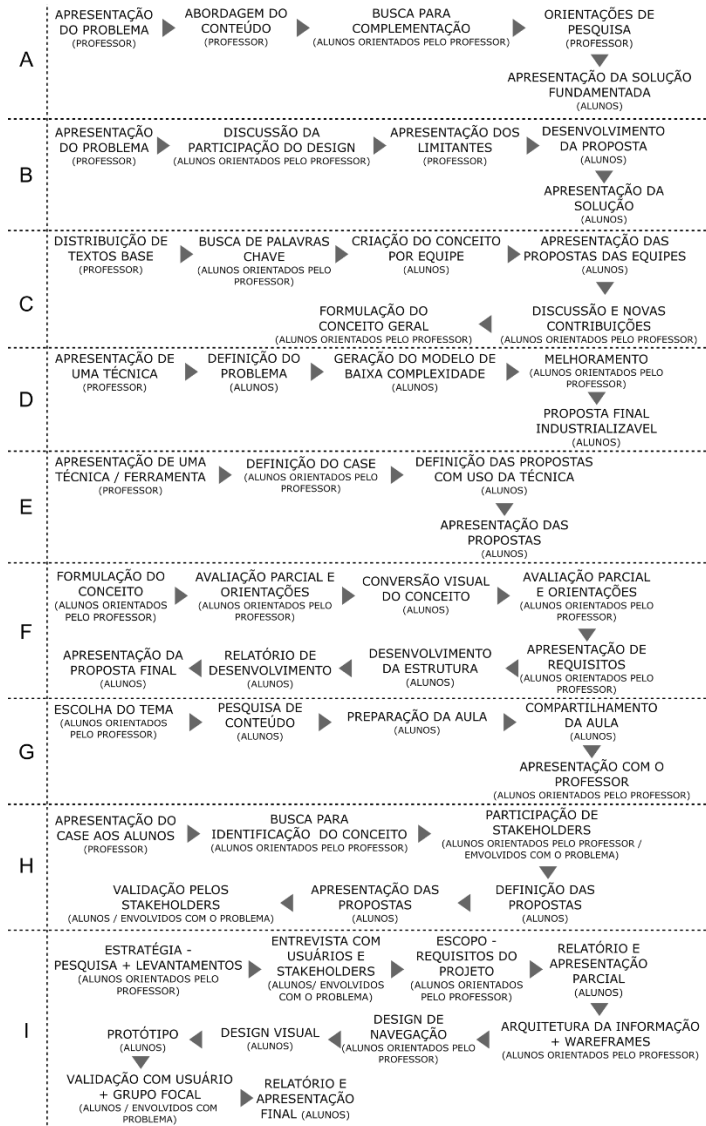 A
APRESENTAÇÃO
DO PROBLEMA
(PROFESSOR)
ABORDAGEM DO
CONTEÚDO
(PROFESSOR)
BUSCA PARA
COMPLEMENTAÇÃO
(ALUNOS ORIENTADOS PELO PROFESSOR)
ORIENTAÇÕES DE
PESQUISA
(PROFESSOR)
APRESENTAÇÃO DA SOLUÇÃO
FUNDAMENTADA
(ALUNOS)
B
APRESENTAÇÃO
DO PROBLEMA
(PROFESSOR)
DISCUSSÃO DA
PARTICIPAÇÃO DO DESIGN
(ALUNOS ORIENTADOS PELO PROFESSOR)
APRESENTAÇÃO DOS
LIMITANTES
(PROFESSOR)
DESENVOLVIMENTO
DA PROPOSTA
(ALUNOS)
APRESENTAÇÃO DA
SOLUÇÃO
(ALUNOS)
C
DISTRIBUIÇÃO DE
TEXTOS BASE
(PROFESSOR)
BUSCA DE PALAVRAS
CHAVE
(ALUNOS ORIENTADOS PELO
PROFESSOR)
CRIAÇÃO DO CONCEITO
POR EQUIPE
(ALUNOS)
APRESENTAÇÃO DAS
PROPOSTAS DAS EQUIPES
(ALUNOS)
DISCUSSÃO E NOVAS
CONTRIBUIÇÕES
(ALUNOS ORIENTADOS PELO PROFESSOR)
FORMULAÇÃO DO
CONCEITO GERAL
(ALUNOS ORIENTADOS PELO PROFESSOR)
D
APRESENTAÇÃO DE
UMA TÉCNICA
(PROFESSOR)
DEFINIÇÃO DO
PROBLEMA
(ALUNOS)
GERAÇÃO DO MODELO DE
BAIXA COMPLEXIDADE
(ALUNOS)
MELHORAMENTO
(ALUNOS ORIENTADOS PELO
PROFESSOR)
PROPOSTA FINAL
INDUSTRIALIZAVEL
(ALUNOS)
E
APRESENTAÇÃO DE UMA
TÉCNICA / FERRAMENTA
(PROFESSOR)
DEFINIÇÃO DO CASE
(ALUNOS ORIENTADOS PELO
PROFESSOR)
DEFINIÇÃO DAS PROPOSTAS
COM USO DA TÉCNICA
(ALUNOS)
APRESENTAÇÃO DAS
PROPOSTAS
(ALUNOS)
F
FORMULAÇÃO DO
CONCEITO
(ALUNOS ORIENTADOS
PELO PROFESSOR)
AVALIAÇÃO PARCIAL E
ORIENTAÇÕES
(ALUNOS ORIENTADOS PELO
PROFESSOR)
CONVERSÃO VISUAL
DO CONCEITO
(ALUNOS)
AVALIAÇÃO PARCIAL
E ORIENTAÇÕES
(ALUNOS ORIENTADOS PELO
PROFESSOR)
APRESENTAÇÃO DE
REQUISITOS
(ALUNOS ORIENTADOS PELO
PROFESSOR)
DESENVOLVIMENTO
DA ESTRUTURA
(ALUNOS)
RELATÓRIO DE
DESENVOLVIMENTO
(ALUNOS)
APRESENTAÇÃO DA
PROPOSTA FINAL
(ALUNOS)
G
ESCOLHA DO TEMA
(ALUNOS ORIENTADOS
PELO PROFESSOR)
PESQUISA DE
CONTEÚDO
(ALUNOS)
PREPARAÇÃO DA AULA
(ALUNOS)
COMPARTILHAMENTO
DA AULA
(ALUNOS)
APRESENTAÇÃO COM O
PROFESSOR
(ALUNOS ORIENTADOS PELO PROFESSOR)
H
APRESENTAÇÃO DO
CASE AOS ALUNOS
(PROFESSOR)
BUSCA PARA
IDENTIFICAÇÃO DO CONCEITO
(ALUNOS ORIENTADOS PELO PROFESSOR)
PARTICIPAÇÃO DE
STAKEHOLDERS
(ALUNOS ORIENTADOS PELO PROFESSOR /
EMVOLVIDOS COM O PROBLEMA)
DEFINIÇÃO DAS
PROPOSTAS
(ALUNOS)
APRESENTAÇÃO DAS
PROPOSTAS
(ALUNOS)
VALIDAÇÃO PELOS
STAKEHOLDERS
(ALUNOS / ENVOLVIDOS COM O PROBLEMA)
I
ESTRATÉGIA -
PESQUISA + LEVANTAMENTOS
(ALUNOS ORIENTADOS PELO
PROFESSOR)
ENTREVISTA COM
USUÁRIOS E
STAKEHOLDERS
(ALUNOS/ ENVOLVIDOS
COM O PROBLEMA)
ESCOPO -
REQUISITOS DO
PROJETO
(ALUNOS ORIENTADOS
PELO PROFESSOR)
RELATÓRIO E
APRESENTAÇÃO
PARCIAL
(ALUNOS)
ARQUITETURA DA INFORMAÇÃO
+ WAREFRAMES
(ALUNOS ORIENTADOS PELO PROFESSOR)
DESIGN DE
NAVEGAÇÃO
(ALUNOS ORIENTADOS PELO
PROFESSOR)
DESIGN VISUAL
(ALUNOS)
PROTÓTIPO
(ALUNOS)
VALIDAÇÃO COM USUÁRIO
+ GRUPO FOCAL
(ALUNOS / ENVOLVIDOS COM
PROBLEMA)
RELATÓRIO E
APRESENTAÇÃO
FINAL (ALUNOS)